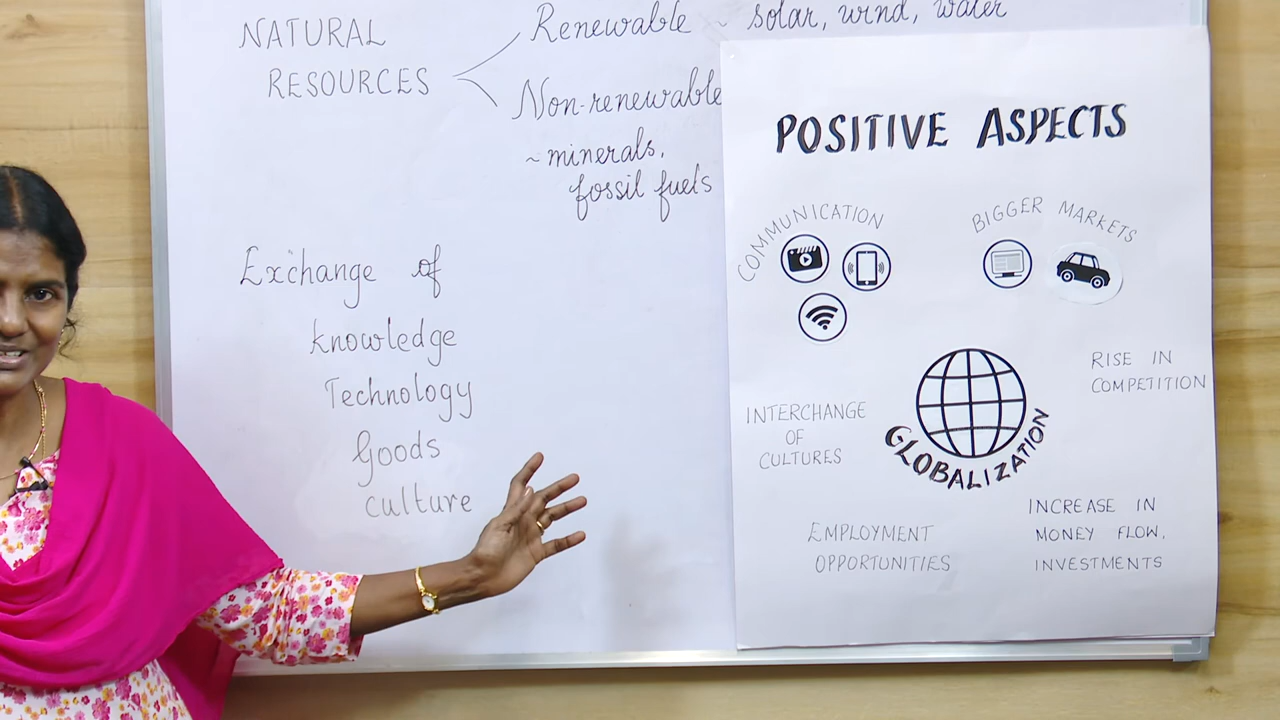 NATURAL
RESOURCES
Renewable ~ solar, wind, water
Non-renewable
~ minerals,
fossil fuels
Exchange of
knowledge
Technology
Goods
culture
POSITIVE ASPECTS
COMMUNICATION
BIGGER MARKETS
RISE IN
COMPETITION
INTERCHANGE
OF
CULTURES
GLOBALIZATION
EMPLOYMENT
OPPORTUNITIES
INCREASE IN
MONEY FLOW,
INVESTMENTS